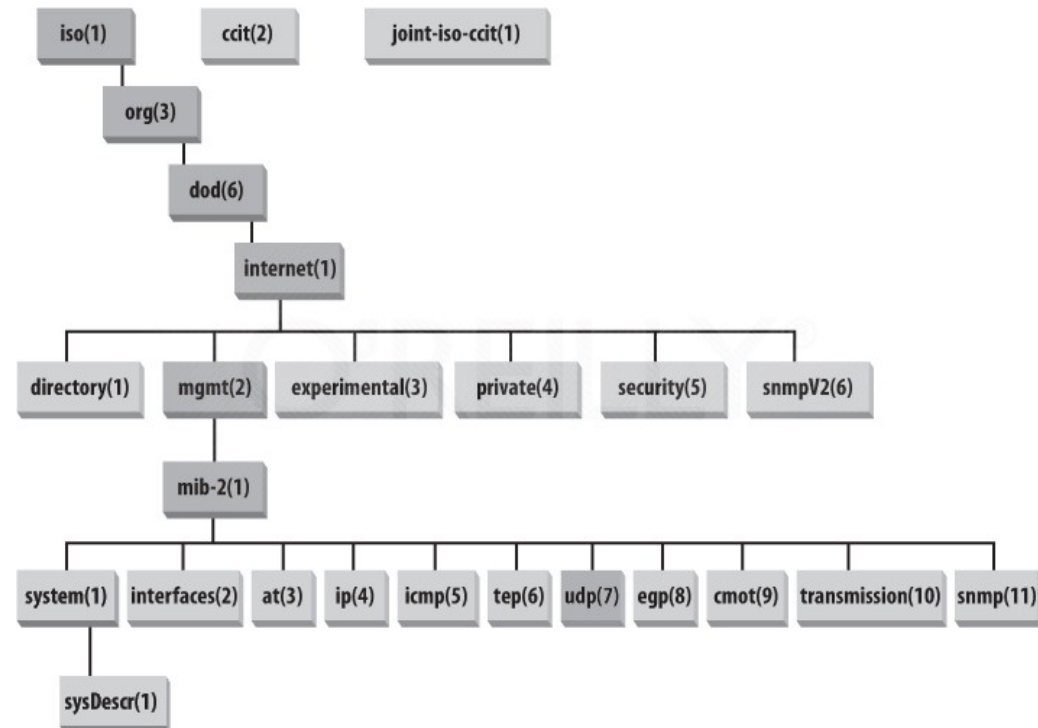 iso(1) ccit(2) joint-iso-ccit(1)
org(3)
dod(6)
internet(1)
directory(1) mgmt(2) experimental(3) private(4) security(5) snmpV2(6)
mib-2(1)
system(1) interfaces(2) at(3) ip(4) icmp(5) tep(6) udp(7) egp(8) cmot(9) transmission(10) snmp(11)
sysDescr(1)
O'REILLY®